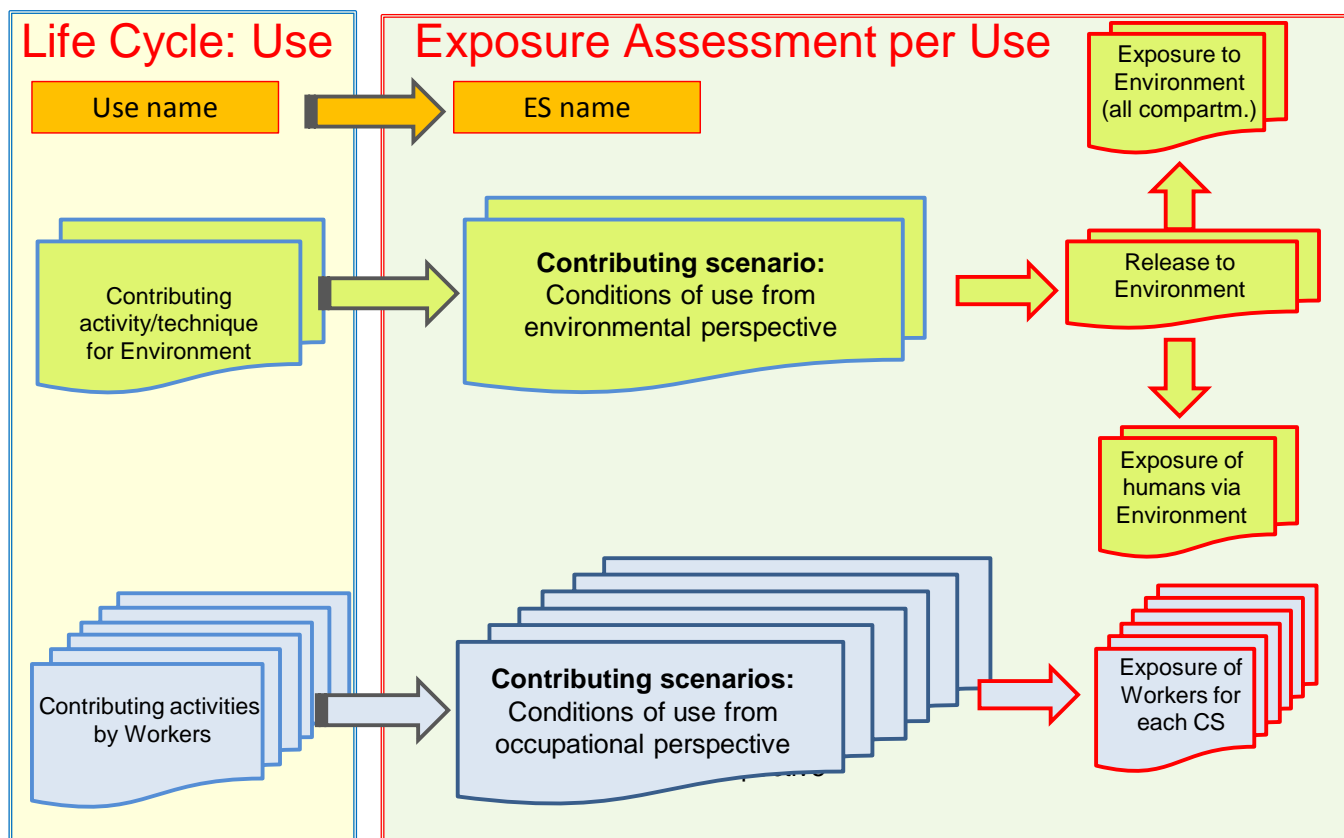 Life Cycle: Use
Exposure Assessment per Use
Use name
ES name
Exposure to
Environment
(all compartm.)
Contributing
activity/technique
for Environment
Contributing scenario:
Conditions of use from
environmental perspective
Release to
Environment
Exposure of
humans via
Environment
Contributing activities
by Workers
Contributing scenarios:
Conditions of use from
occupational perspective
Exposure of
Workers for
each CS